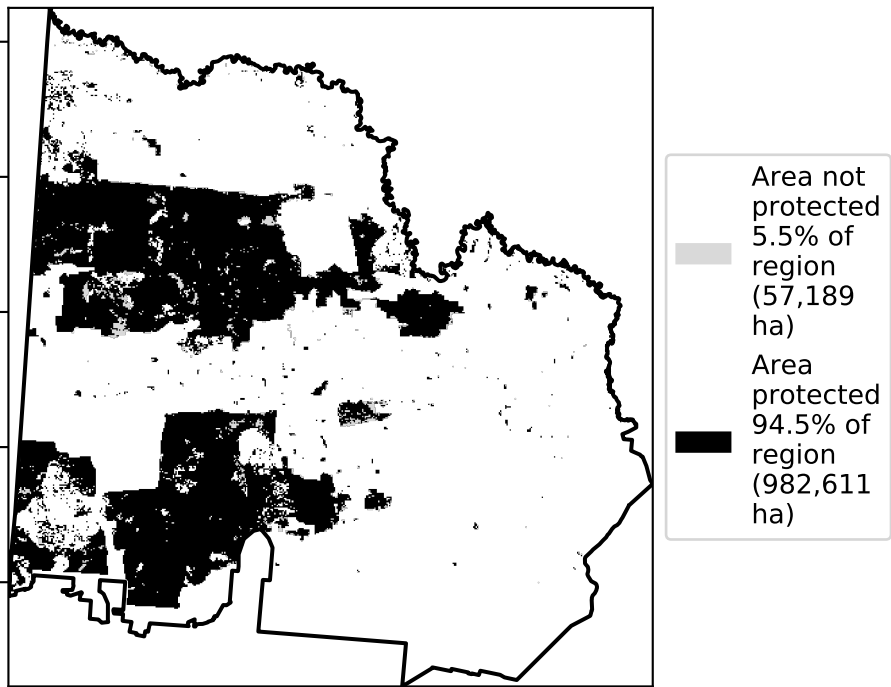 Area not
protected
5.5% of
region
(57,189
ha)
Area
protected
94.5% of
region
(982,611
ha)